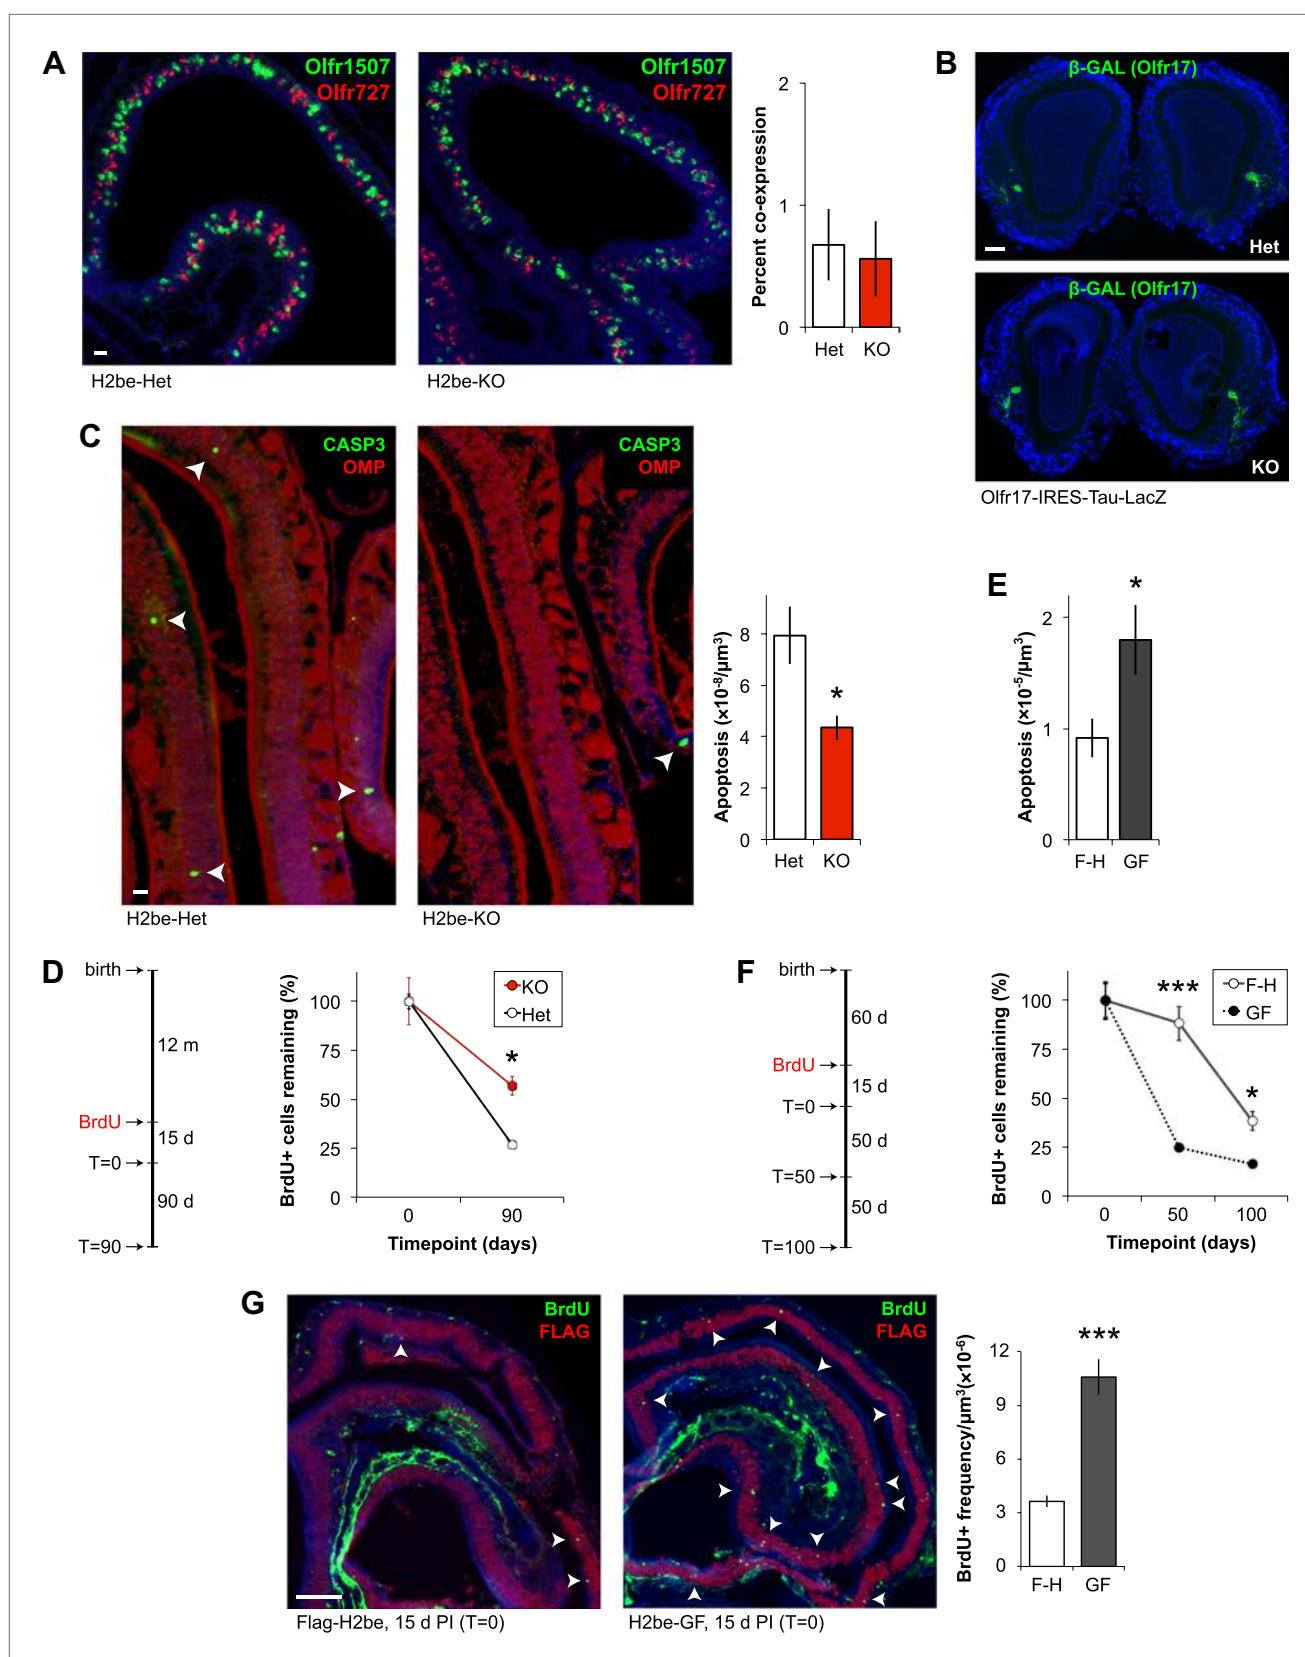 A
Olfr1507
Olfr727
H2be-Het
Olfr1507
Olfr727
H2be-KO
Percent co-expression
2
1
0
Het KO
B
β-GAL (Olfr17)
Het
β-GAL (Olfr17)
KO
Olfr17-IRES-Tau-LacZ
C
CASP3
OMP
H2be-Het
CASP3
OMP
H2be-KO
Apoptosis (×10-8/μm3)
8
6
4
2
0
Het KO
*
E
Apoptosis (×10-5/μm3)
2
1
0
F-H GF
*
D
birth
12 m
BrdU
15 d
T=0
90 d
T=90
BrdU+ cells remaining (%)
100
75
50
25
0
KO
Het
*
0 90
Timepoint (days)
F
birth
60 d
BrdU
15 d
T=0
50 d
T=50
50 d
T=100
BrdU+ cells remaining (%)
100
75
50
25
0
***
F-H
GF
*
0 50 100
Timepoint (days)
G
BrdU
FLAG
Flag-H2be, 15 d PI (T=0)
BrdU
FLAG
H2be-GF, 15 d PI (T=0)
BrdU+ frequency/μm3(×10-6)
12
9
6
3
0
***
F-H GF